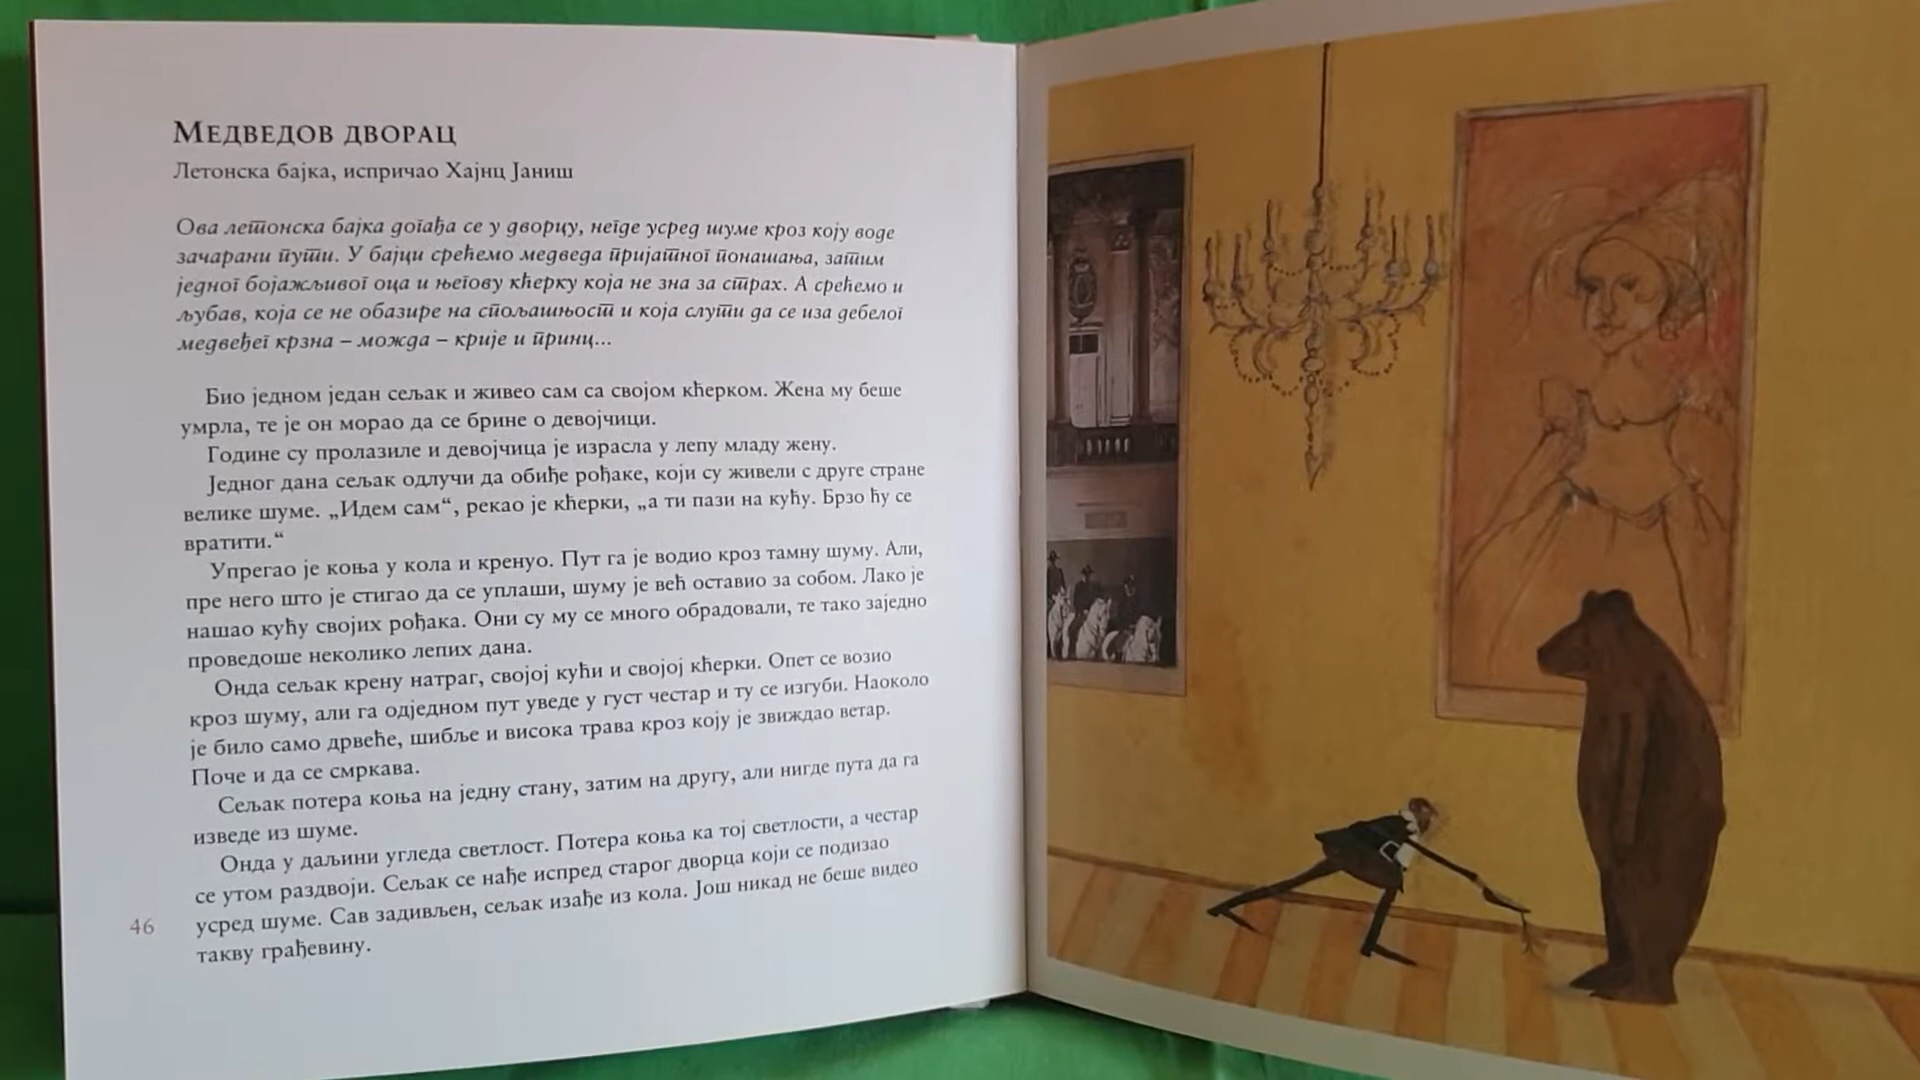 Медведов дворац
Летонска бајка, испричао Хајнц Јаниш
Ова летонска бајка догађа се у дворцу, негде усред шуме кроз коју воде
зачарани пути. У бајци срећемо медведа пријатног понашања, затим
једног бојажљивог оца и његову кћерку која не зна за страх. А срећемо и
љубав, која се не обазире на спољашњост и која слути да се иза дебелог
медвеђег крзна – можда – крије и принц...
Био једном један сељак и живео сам са својом кћерком. Жена му беше
умрла, те је он морао да се брине о девојчици.
Године су пролазиле и девојчица је израсла у лепу младу жену.
Једног дана сељак одлучи да обиђе рођаке, који су живели с друге стране
велике шуме. „Идем сам“, рекао је кћерки, „а ти пази на кућу. Брзо ћу се
вратити.“
Упрегао је коња у кола и кренуо. Пут га је водио кроз тамну шуму. Али,
пре него што је стигао да се уплаши, шуму је већ оставио за собом. Лако је
нашао кућу својих рођака. Они су му се много обрадовали, те тако заједно
проведоше неколико лепих дана.
Онда сељак крену натраг, својој кући и својој кћерки. Опет се возио
кроз шуму, али га одједном пут уведе у густ честар и ту се изгуби. Наоколо
је било само дрвеће, шибље и висока трава кроз коју је звиждао ветар.
Поче и да се смркава.
Сељак потера коња на једну стану, затим на другу, али нигде пута да га
изведе из шуме.
Онда у даљини угледа светлост. Потера коња ка тој светлости, а честар
се утом раздвоји. Сељак се нађе испред старог дворца који се подизао
усред шуме. Сав задивљен, сељак изађе из кола. Још никад не беше видео
такву грађевину.
46